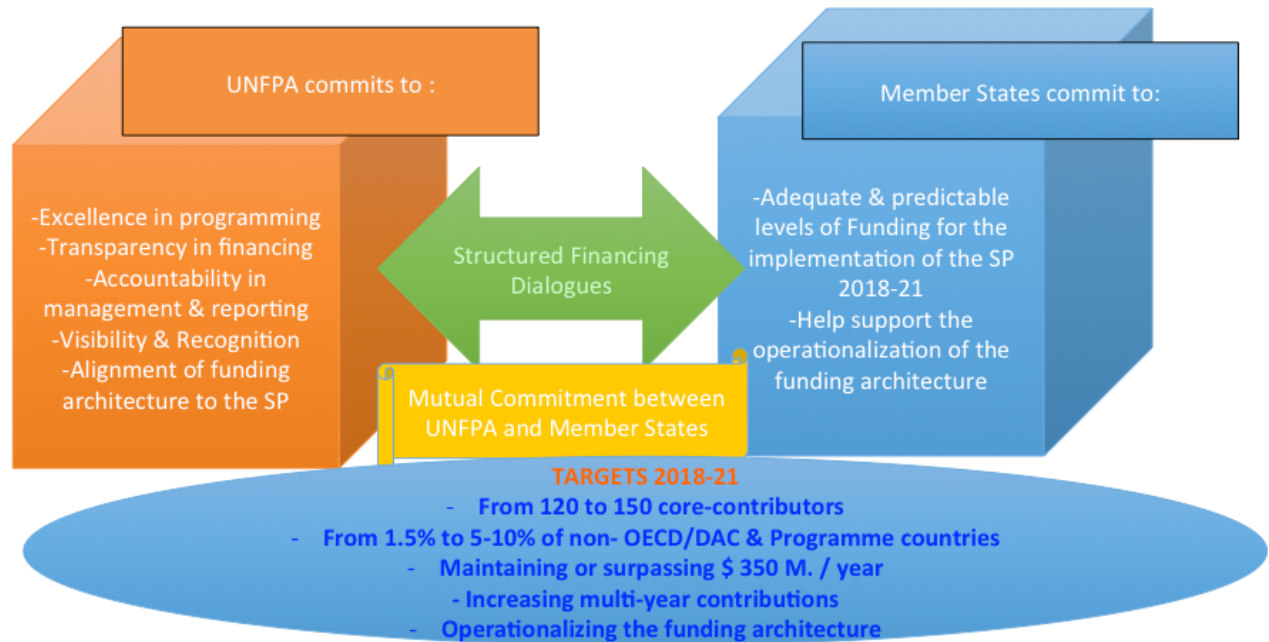 UNFPA commits to :
-Excellence in programming
-Transparency in financing
-Accountability in
management & reporting
-Visibility & Recognition
-Alignment of funding
architecture to the SP
Structured Financing
Dialogues
Mutual Commitment between
UNFPA and Member States
Member States commit to:
-Adequate & predictable
levels of Funding for the
implementation of the SP
2018-21
-Help support the
operationalization of the
funding architecture
TARGETS 2018-21
- From 120 to 150 core-contributors
- From 1.5% to 5-10% of non- OECD/DAC & Programme countries
- Maintaining or surpassing $ 350 M. / year
- Increasing multi-year contributions
- Operationalizing the funding architecture